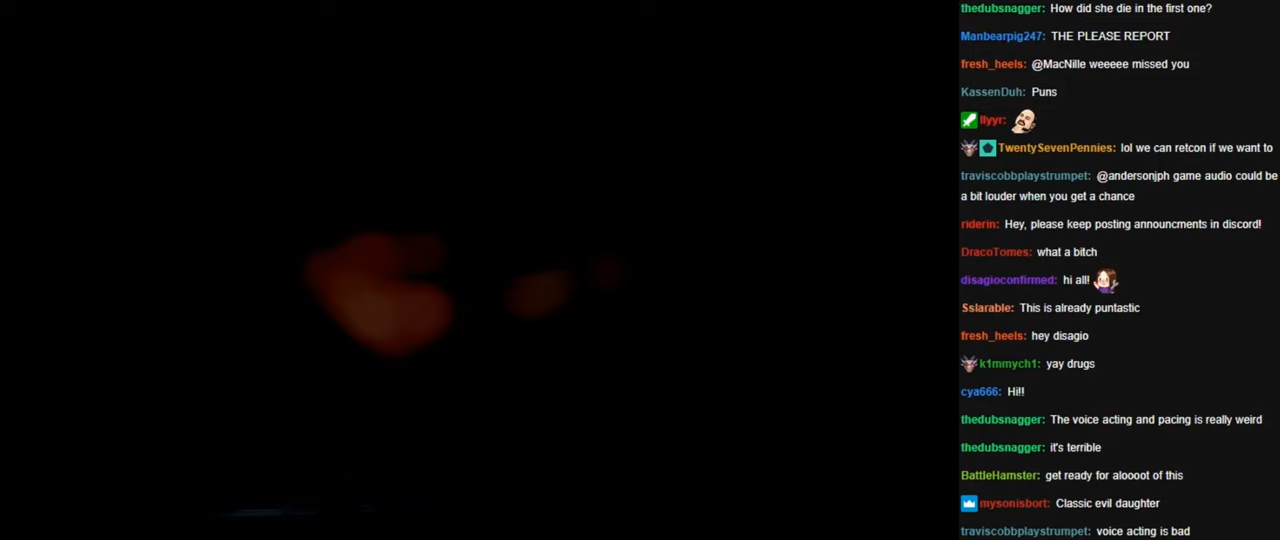 thedubsnagger: How did she die in the first one?
Manbearpig247: THE PLEASE REPORT
fresh_heels: @MacNille weeeee missed you
KassenDuh: Puns
llyyr:
TwentySevenPennies: lol we can retcon if we want to
traviscobbplaystrumpet: @andersonjph game audio could be
a bit louder when you get a chance
riderin: Hey, please keep posting announcments in discord!
DracoTomes: what a bitch
disagioconfirmed: hi all!
Sslarable: This is already puntastic
fresh_heels: hey disagio
k1mmych1: yay drugs
cya666: Hi!!
thedubsnagger: The voice acting and pacing is really weird
thedubsnagger: it's terrible
BattleHamster: get ready for aloooot of this
mysonisbort: Classic evil daughter
traviscobbplaystrumpet: voice acting is bad